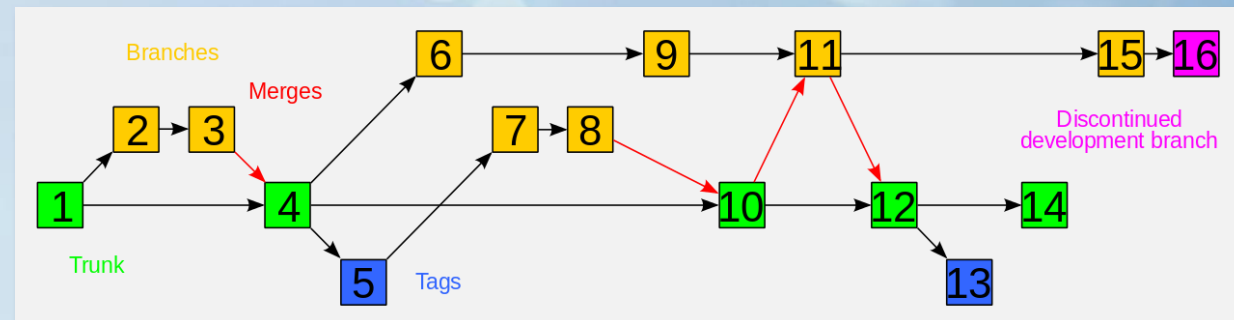 6
9
11
15
16
Branches
Merges
2
3
7
8
Discontinued
development branch
1
4
10
12
14
Trunk
5
Tags
13